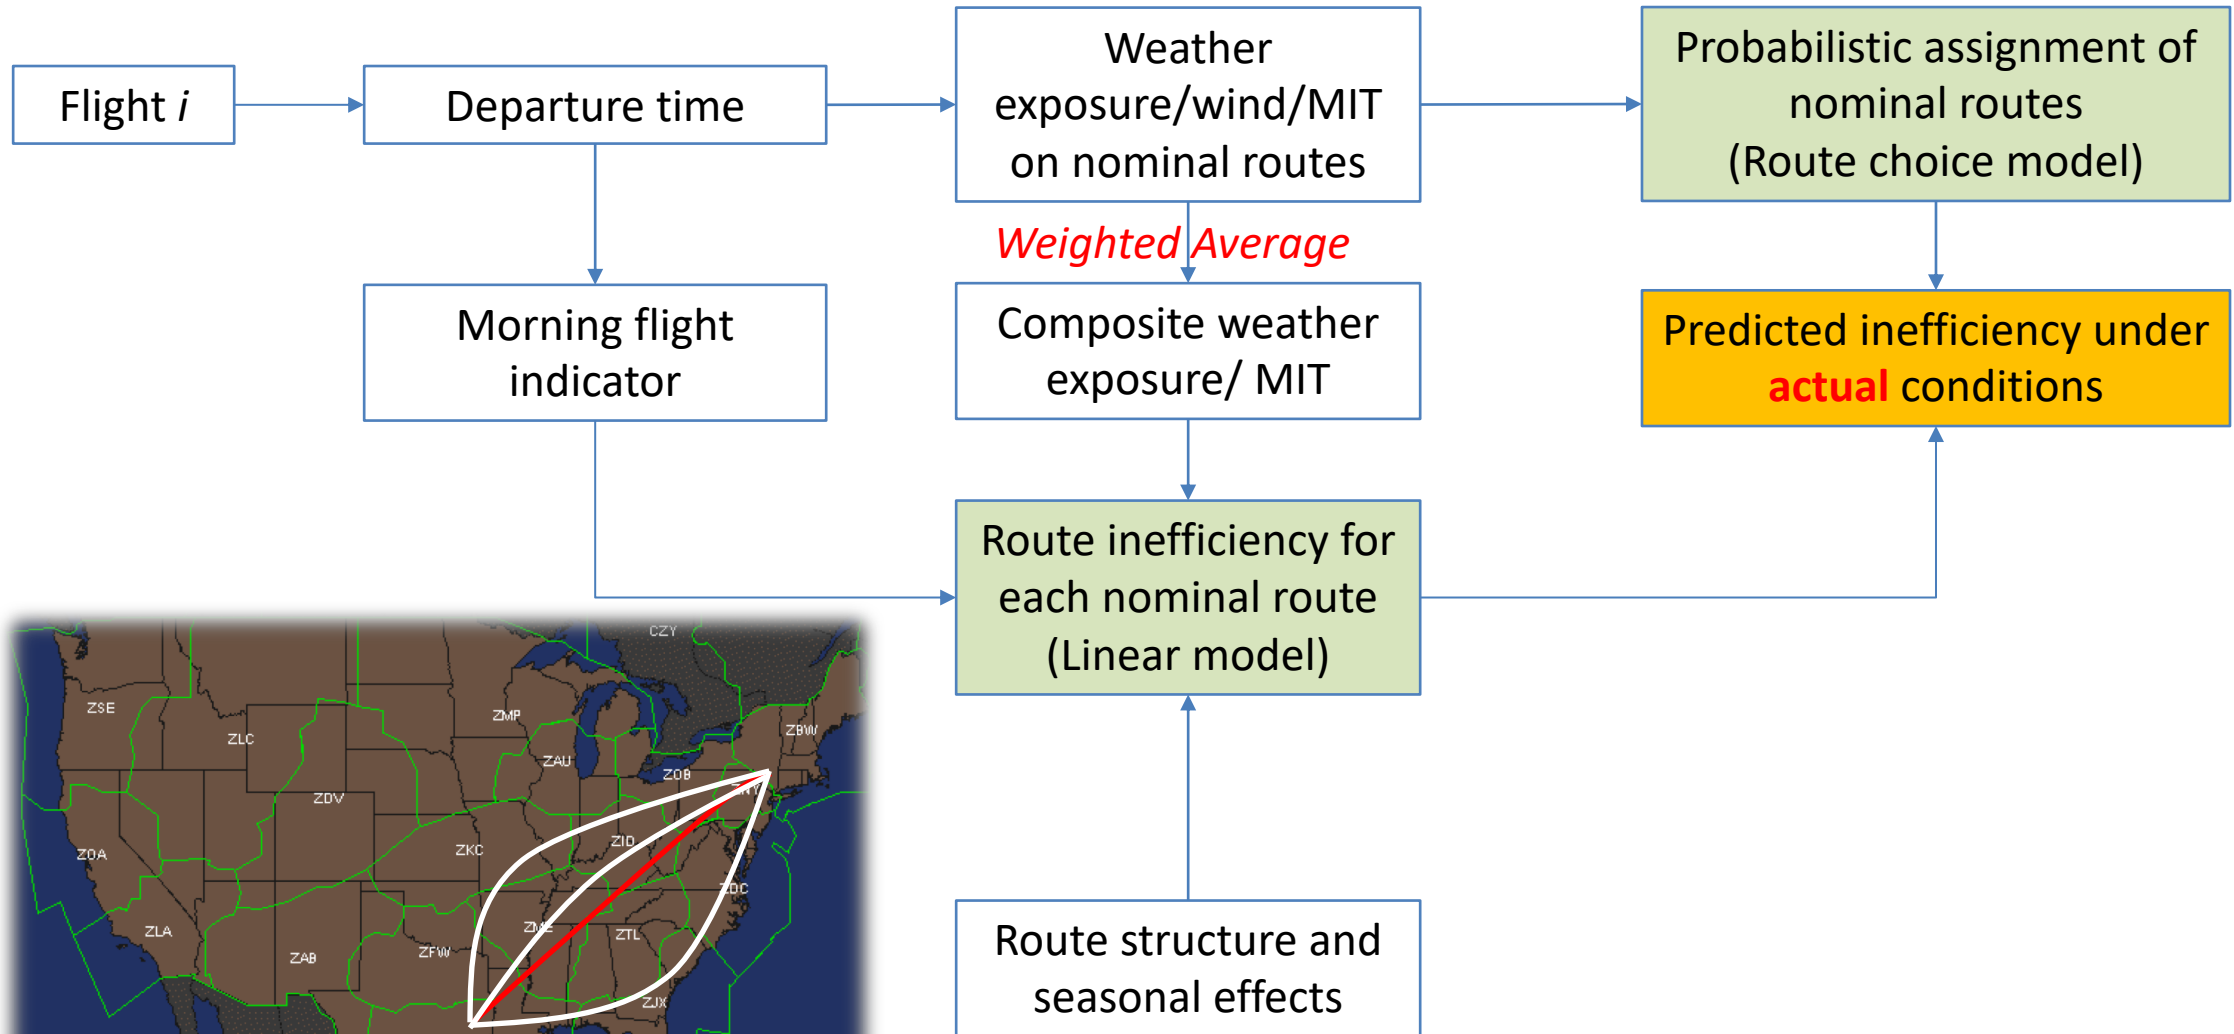 Flight i
Departure time
Weather
exposure/wind/MIT
on nominal routes
Probabilistic assignment of
nominal routes
(Route choice model)
Weighted Average
Morning flight
indicator
Composite weather
exposure/ MIT
Predicted inefficiency under
actual conditions
Route inefficiency for
each nominal route
(Linear model)
Route structure and
seasonal effects
CZY
ZSE
ZMP
ZLC
ZBW
ZAU
ZOB
ZDV
ZNY
ZOA
ZKC
ZID
ZDC
ZLA
ZME
ZTL
ZAB
ZFW
ZJX